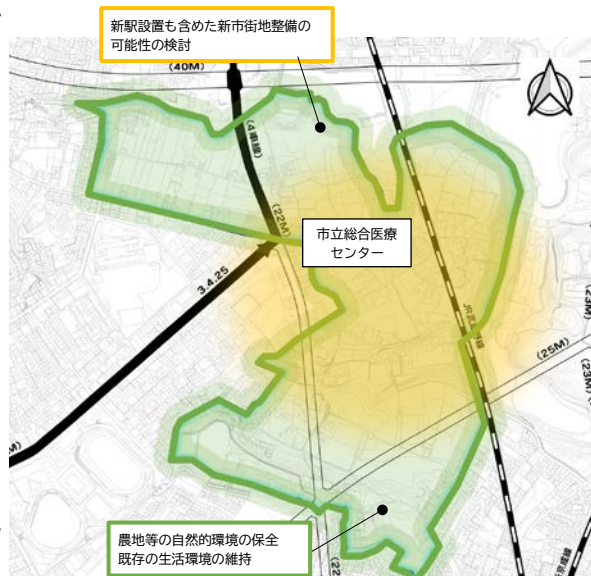 新駅設置も含めた新市街地整備の
可能性の検討
(40M)
(4車線)
(22M)
市立総合医療
センター
3.4.25
(25M)
(23M)
(23M)
農地等の自然的環境の保全
既存の生活環境の維持